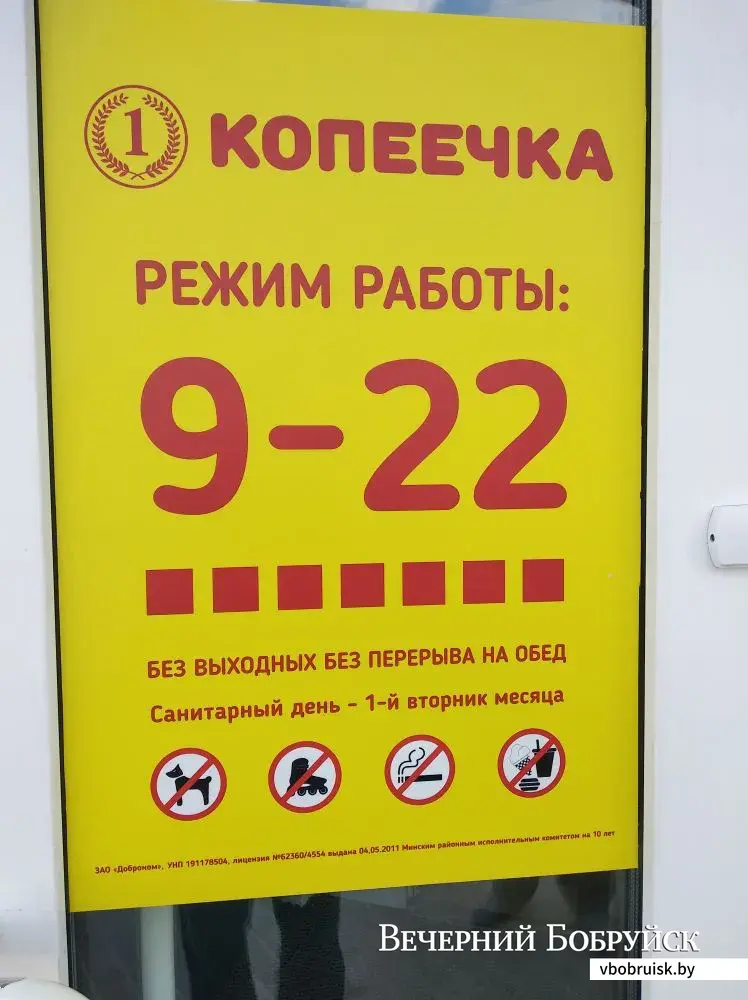 1 КОПЕЕЧКА
РЕЖИМ РАБОТЫ:
9-22
БЕЗ ВЫХОДНЫХ БЕЗ ПЕРЕРЫВА НА ОБЕД
Санитарный день - 1-й вторник месяца
ЗАО «Доброном», УНП 191178504, лицензия №62360/4554 выдана 04.05.2011 Минским районным исполнительным комитетом на 10 лет
ВЕЧЕРНИЙ БОБРУЙСК
vbobruisk.by